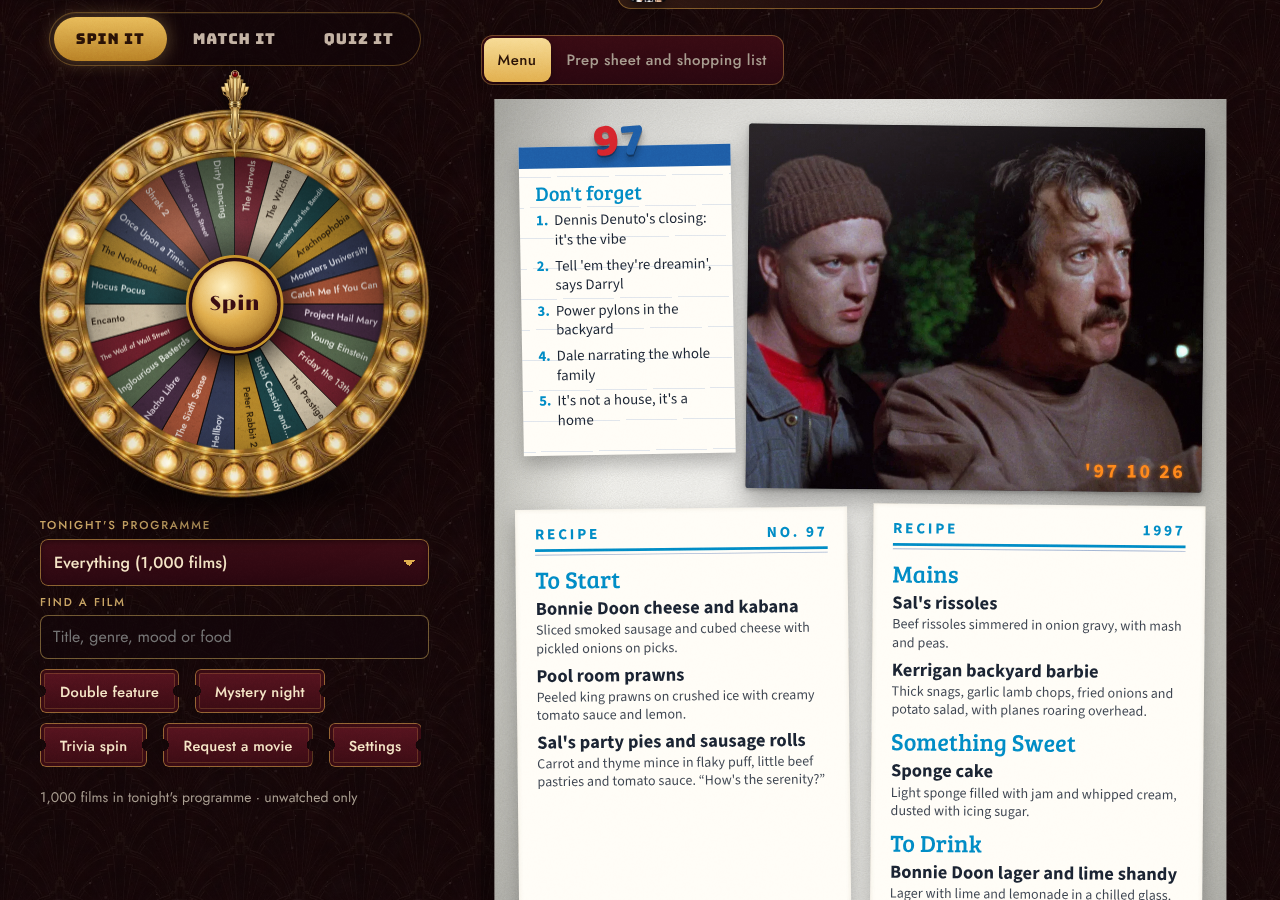 SPIN IT
MATCH IT
QUIZ IT
Dirty Dancing
The Marvels
The Witches
Smokey and the Bandit
Arachnophobia
Monsters University
Catch Me If You Can
Project Hail Mary
Young Einstein
Friday the 13th
The Prestige
Butch Cassidy and...
Peter Rabbit 2
Hellboy
The Sixth Sense
Nacho Libre
Inglourious Basterds
The Wolf of Wall Street
Encanto
Hocus Pocus
The Notebook
Once Upon a Time...
Shrek 2
Miracle on 34th Street
Spin
TONIGHT'S PROGRAMME
Everything (1,000 films)
FIND A FILM
Title, genre, mood or food
Double feature
Mystery night
Trivia spin
Request a movie
Settings
1,000 films in tonight's programme · unwatched only
Menu
Prep sheet and shopping list
97
Don't forget
1. Dennis Denuto's closing:
it's the vibe
2. Tell 'em they're dreamin',
says Darryl
3. Power pylons in the
backyard
4. Dale narrating the whole
family
5. It's not a house, it's a
home
'97 10 26
RECIPE
NO. 97
To Start
Bonnie Doon cheese and kabana
Sliced smoked sausage and cubed cheese with
pickled onions on picks.
Pool room prawns
Peeled king prawns on crushed ice with creamy
tomato sauce and lemon.
Sal's party pies and sausage rolls
Carrot and thyme mince in flaky puff, little beef
pastries and tomato sauce. “How's the serenity?”
RECIPE
1997
Mains
Sal's rissoles
Beef rissoles simmered in onion gravy, with mash
and peas.
Kerrigan backyard barbie
Thick snags, garlic lamb chops, fried onions and
potato salad, with planes roaring overhead.
Something Sweet
Sponge cake
Light sponge filled with jam and whipped cream,
dusted with icing sugar.
To Drink
Bonnie Doon lager and lime shandy
Lager with lime and lemonade in a chilled glass.